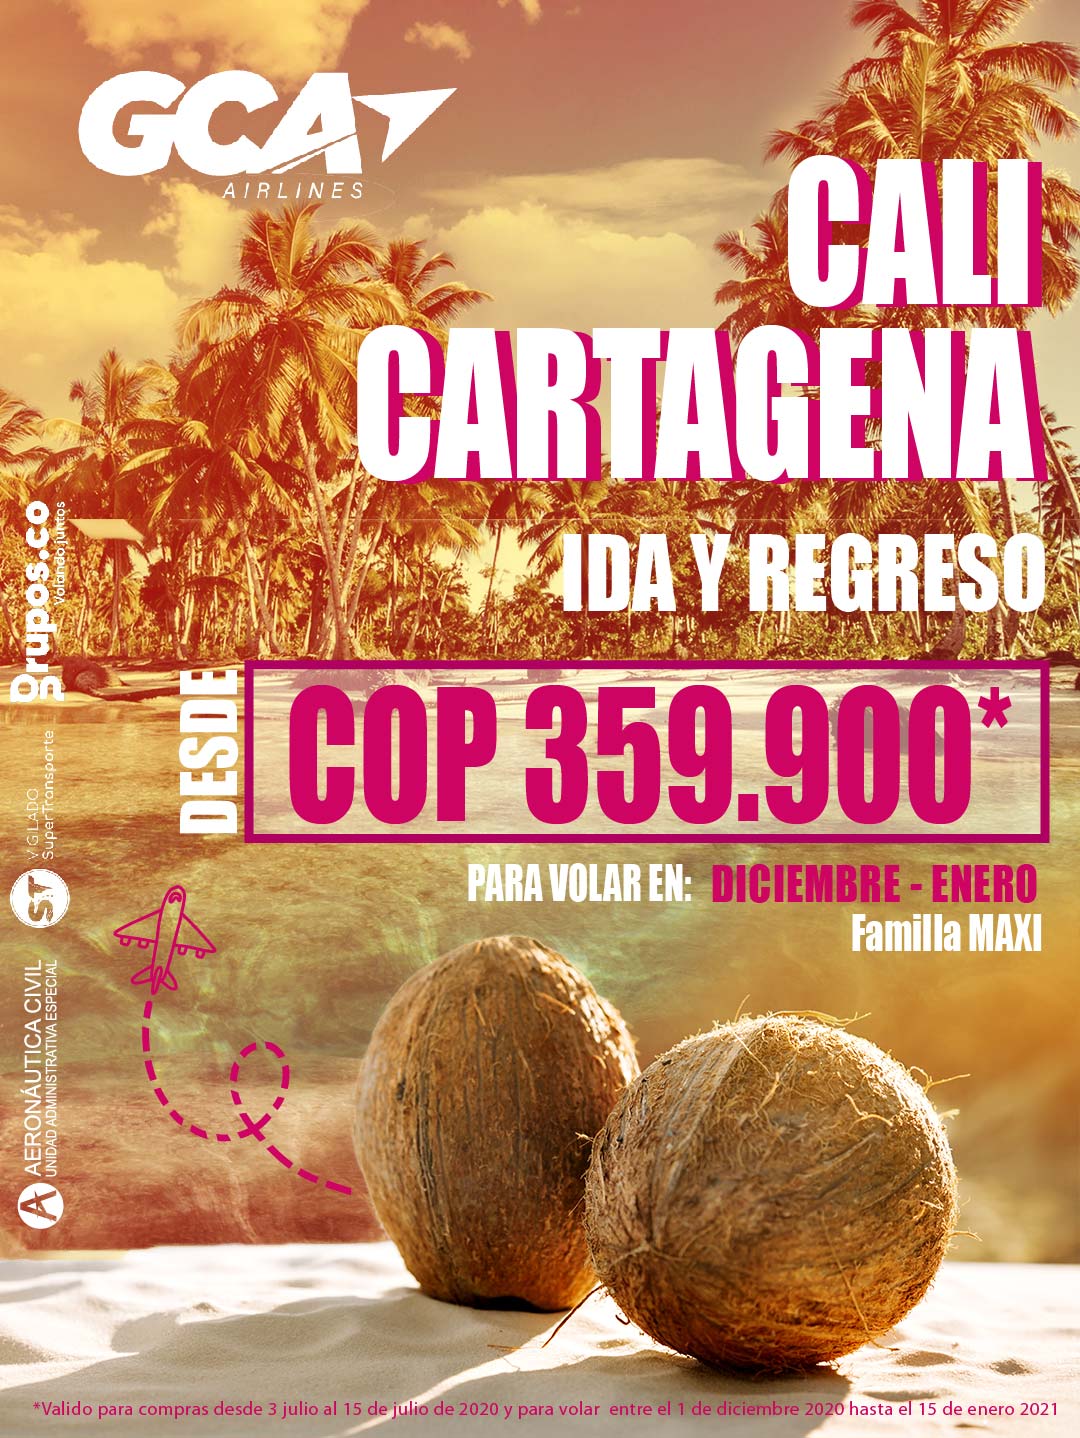 GCA
AIRLINES
CALI
CARTAGENA
IDA Y REGRESO
DESDE
COP 359.900*
PARA VOLAR EN: DICIEMBRE - ENERO
Familla MAXI
grupos.co
Volando juntos
VIGILADO
SuperTransporte
ST
A
AERONÁUTICA CIVIL
UNIDAD ADMINISTRATIVA ESPECIAL
*Valido para compras desde 3 julio al 15 de julio de 2020 y para volar entre el 1 de diciembre 2020 hasta el 15 de enero 2021